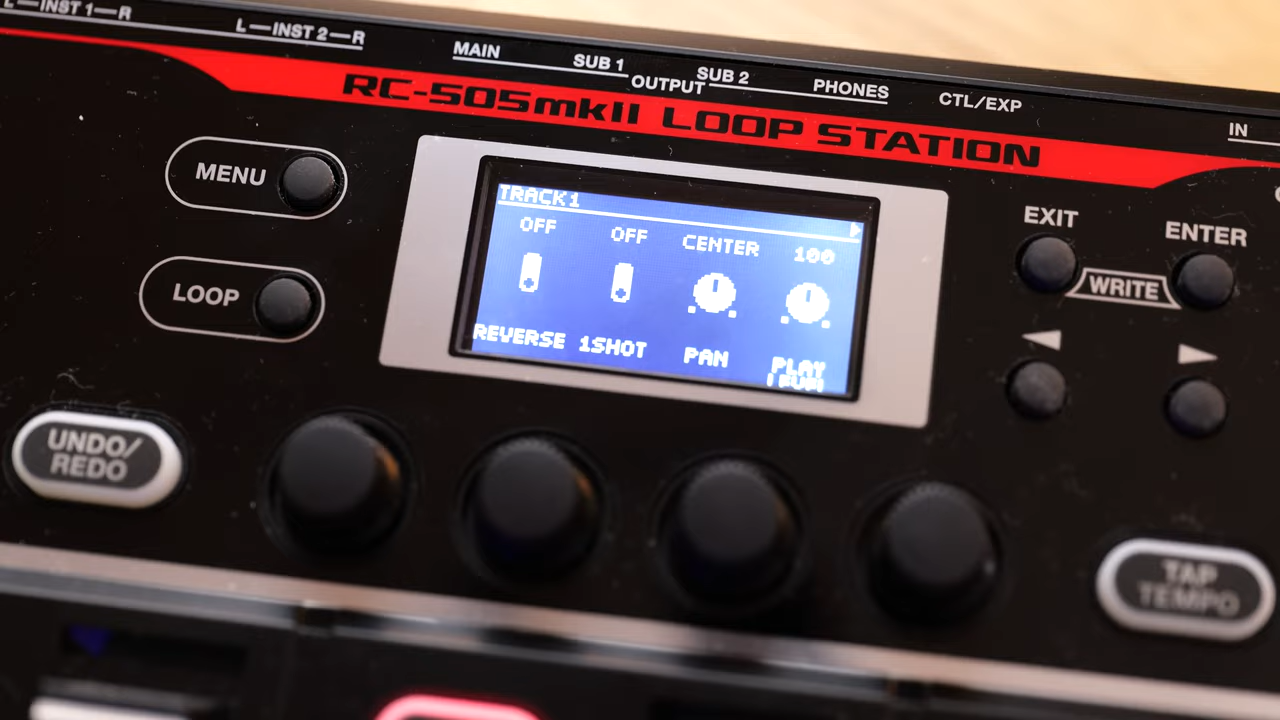 L—INST 1—R
L—INST 2—R
MAIN
SUB 1
OUTPUT
SUB 2
PHONES
CTL/EXP
IN
RC-505mkII LOOP STATION
MENU
LOOP
TRACK1
OFF OFF CENTER 100
REVERSE 1SHOT PAN PLAY
LEVEL
EXIT
ENTER
WRITE
UNDO/
REDO
TAP
TEMPO